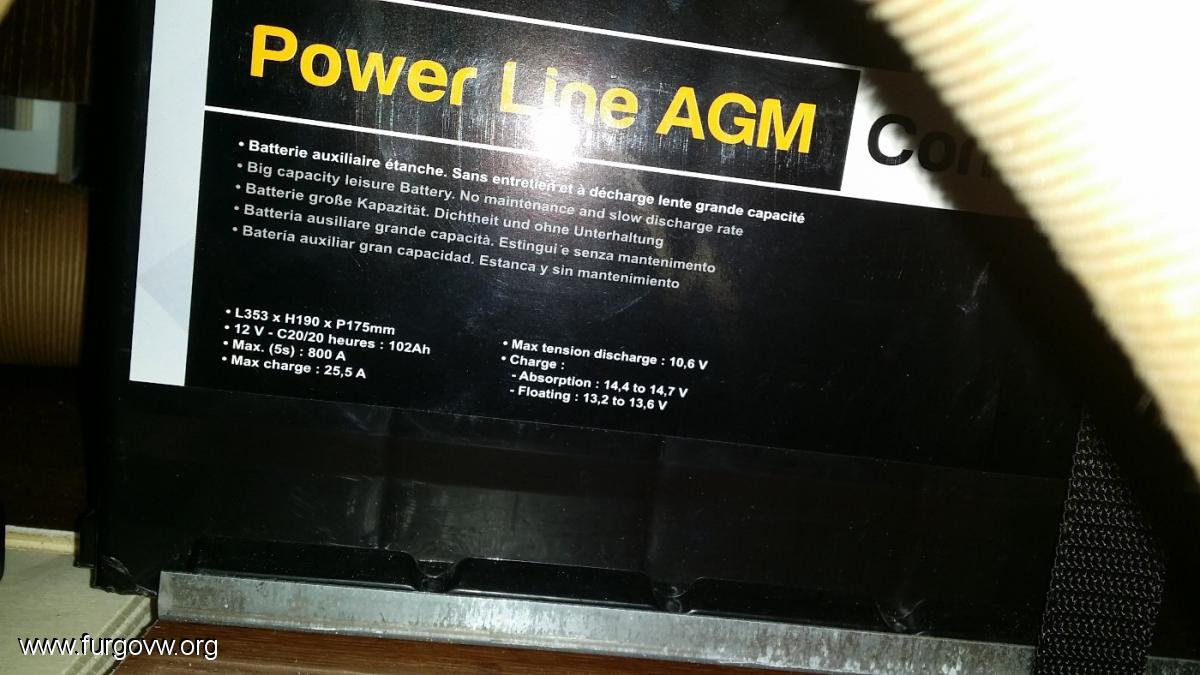 Power Line AGM
• Batterie auxiliaire étanche. Sans entretien et à décharge lente grande capacité
• Big capacity leisure Battery. No maintenance and slow discharge rate
• Batterie große Kapazität. Dichtheit und ohne Unterhaltung
• Batteria ausiliare grande capacità. Estingui e senza mantenimento
• Batería auxiliar gran capacidad. Estanca y sin mantenimiento
• L353 x H190 x P175mm
• 12 V - C20/20 heures : 102Ah
• Max. (5s) : 800 A
• Max charge : 25,5 A
• Max tension discharge : 10,6 V
• Charge :
- Absorption : 14,4 to 14,7 V
- Floating : 13,2 to 13,6 V
www.furgovw.org